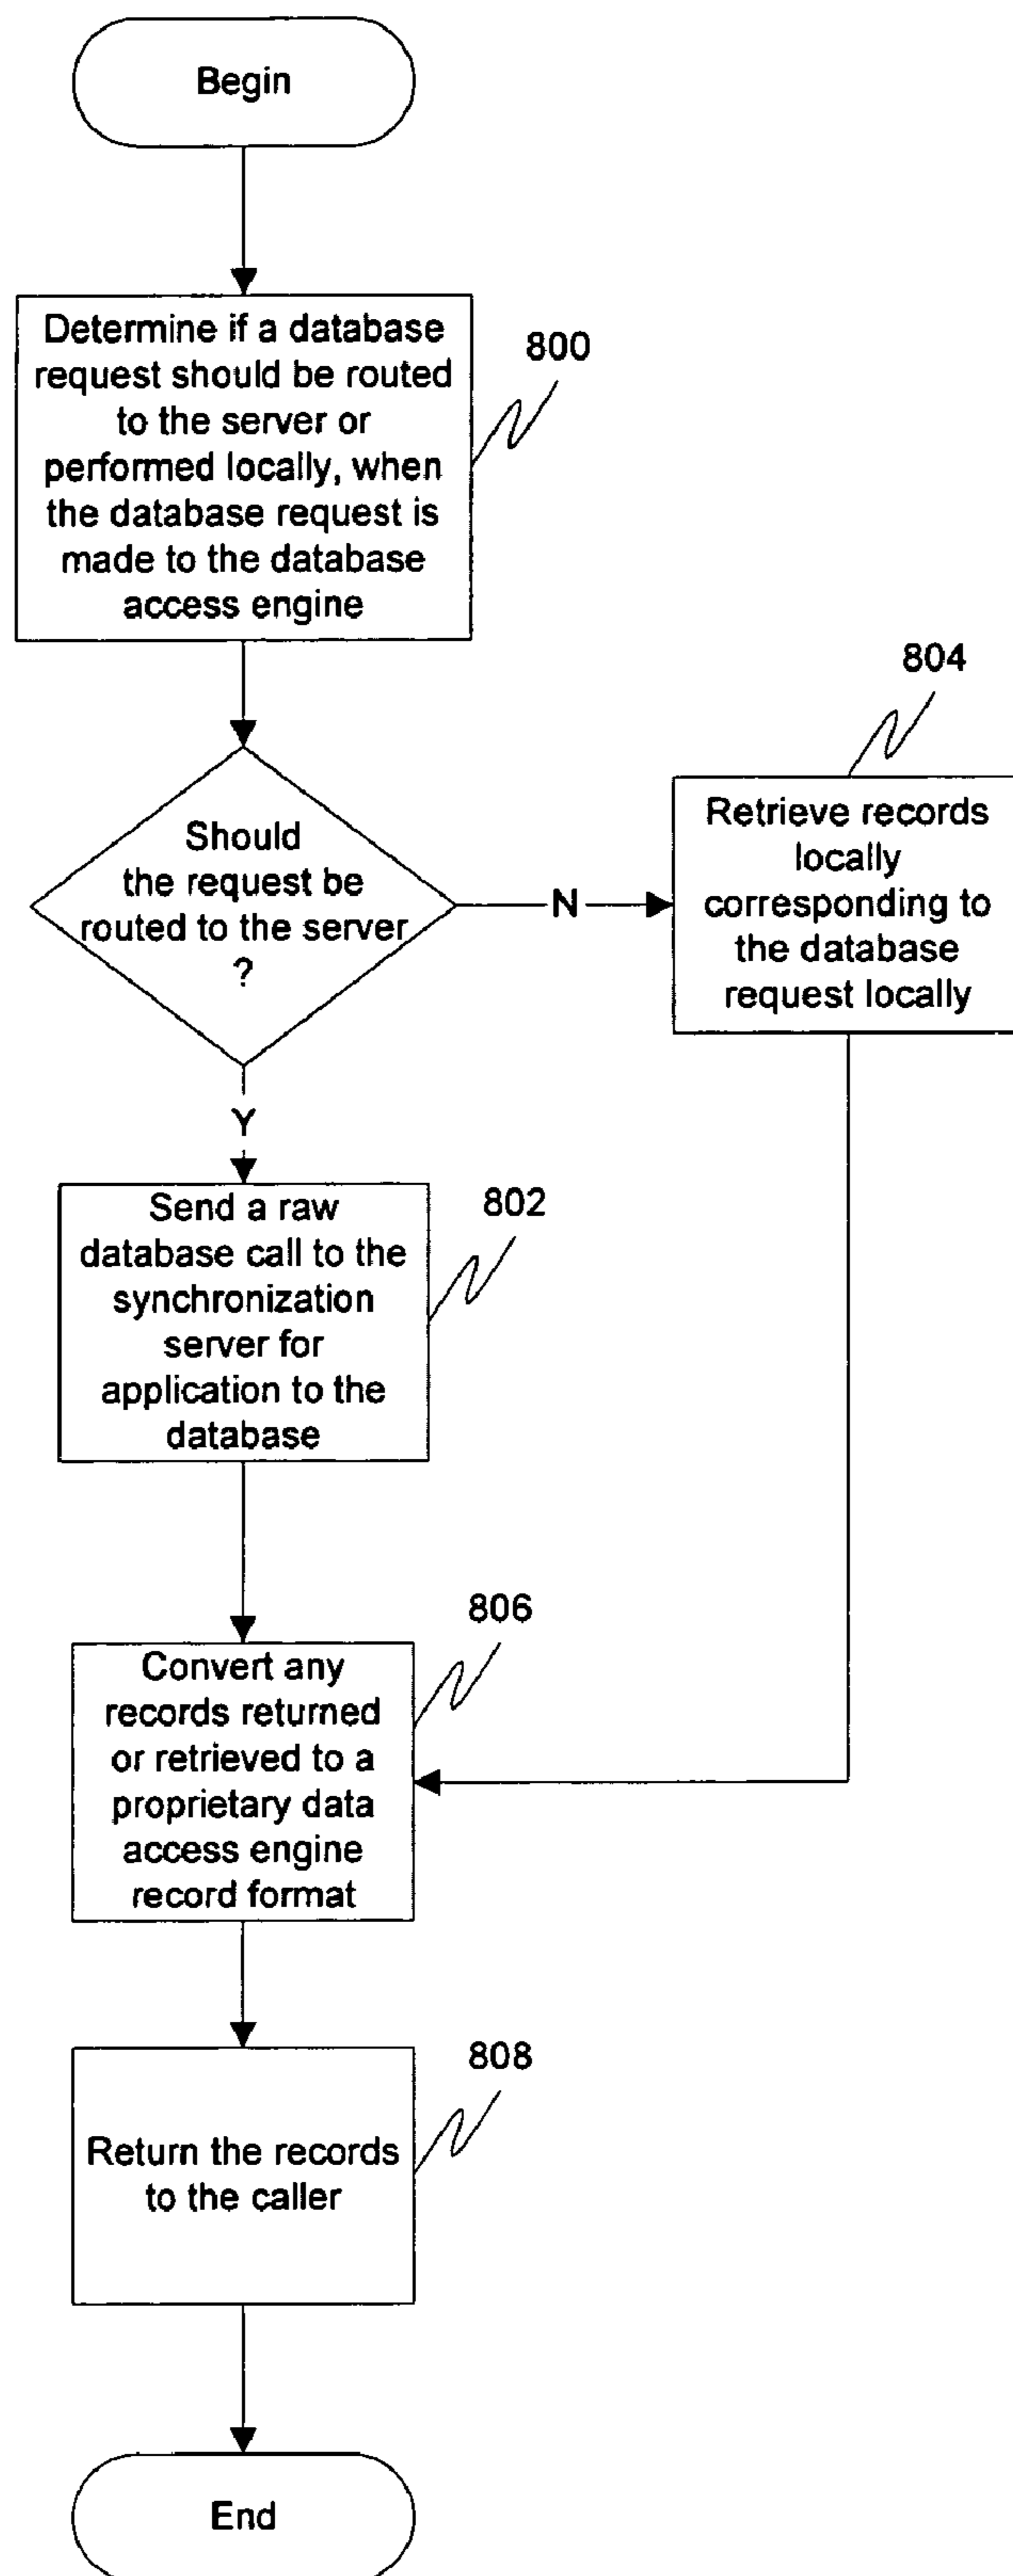 Begin
Determine if a database
request should be routed
to the server or
performed locally, when
the database request is
made to the database
access engine
800
804
Should
the request be
routed to the server
?
N
Retrieve records
locally
corresponding to
the database
request locally
Y
Send a raw
database call to the
synchronization
server for
application to the
database
802
806
Convert any
records returned
or retrieved to a
proprietary data
access engine
record format
808
Return the records
to the caller
End